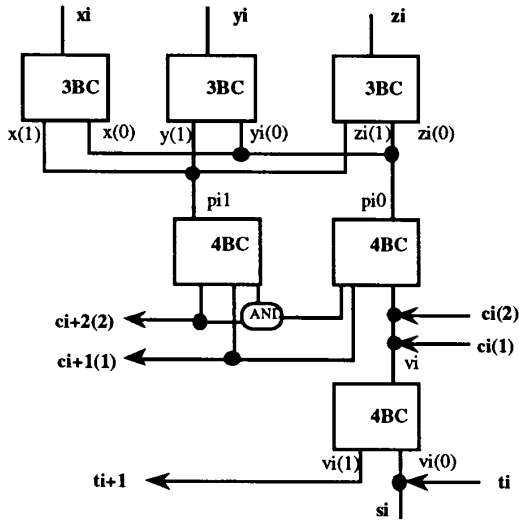 xi yi zi
3BC 3BC 3BC
x(1) x(0) y(1) yi(0) zi(1) zi(0)
pi1 pi0
4BC 4BC
AND
ci+2(2) ci(2)
ci+1(1) ci(1)
vi
4BC
vi(1) vi(0)
ti+1 ti
si